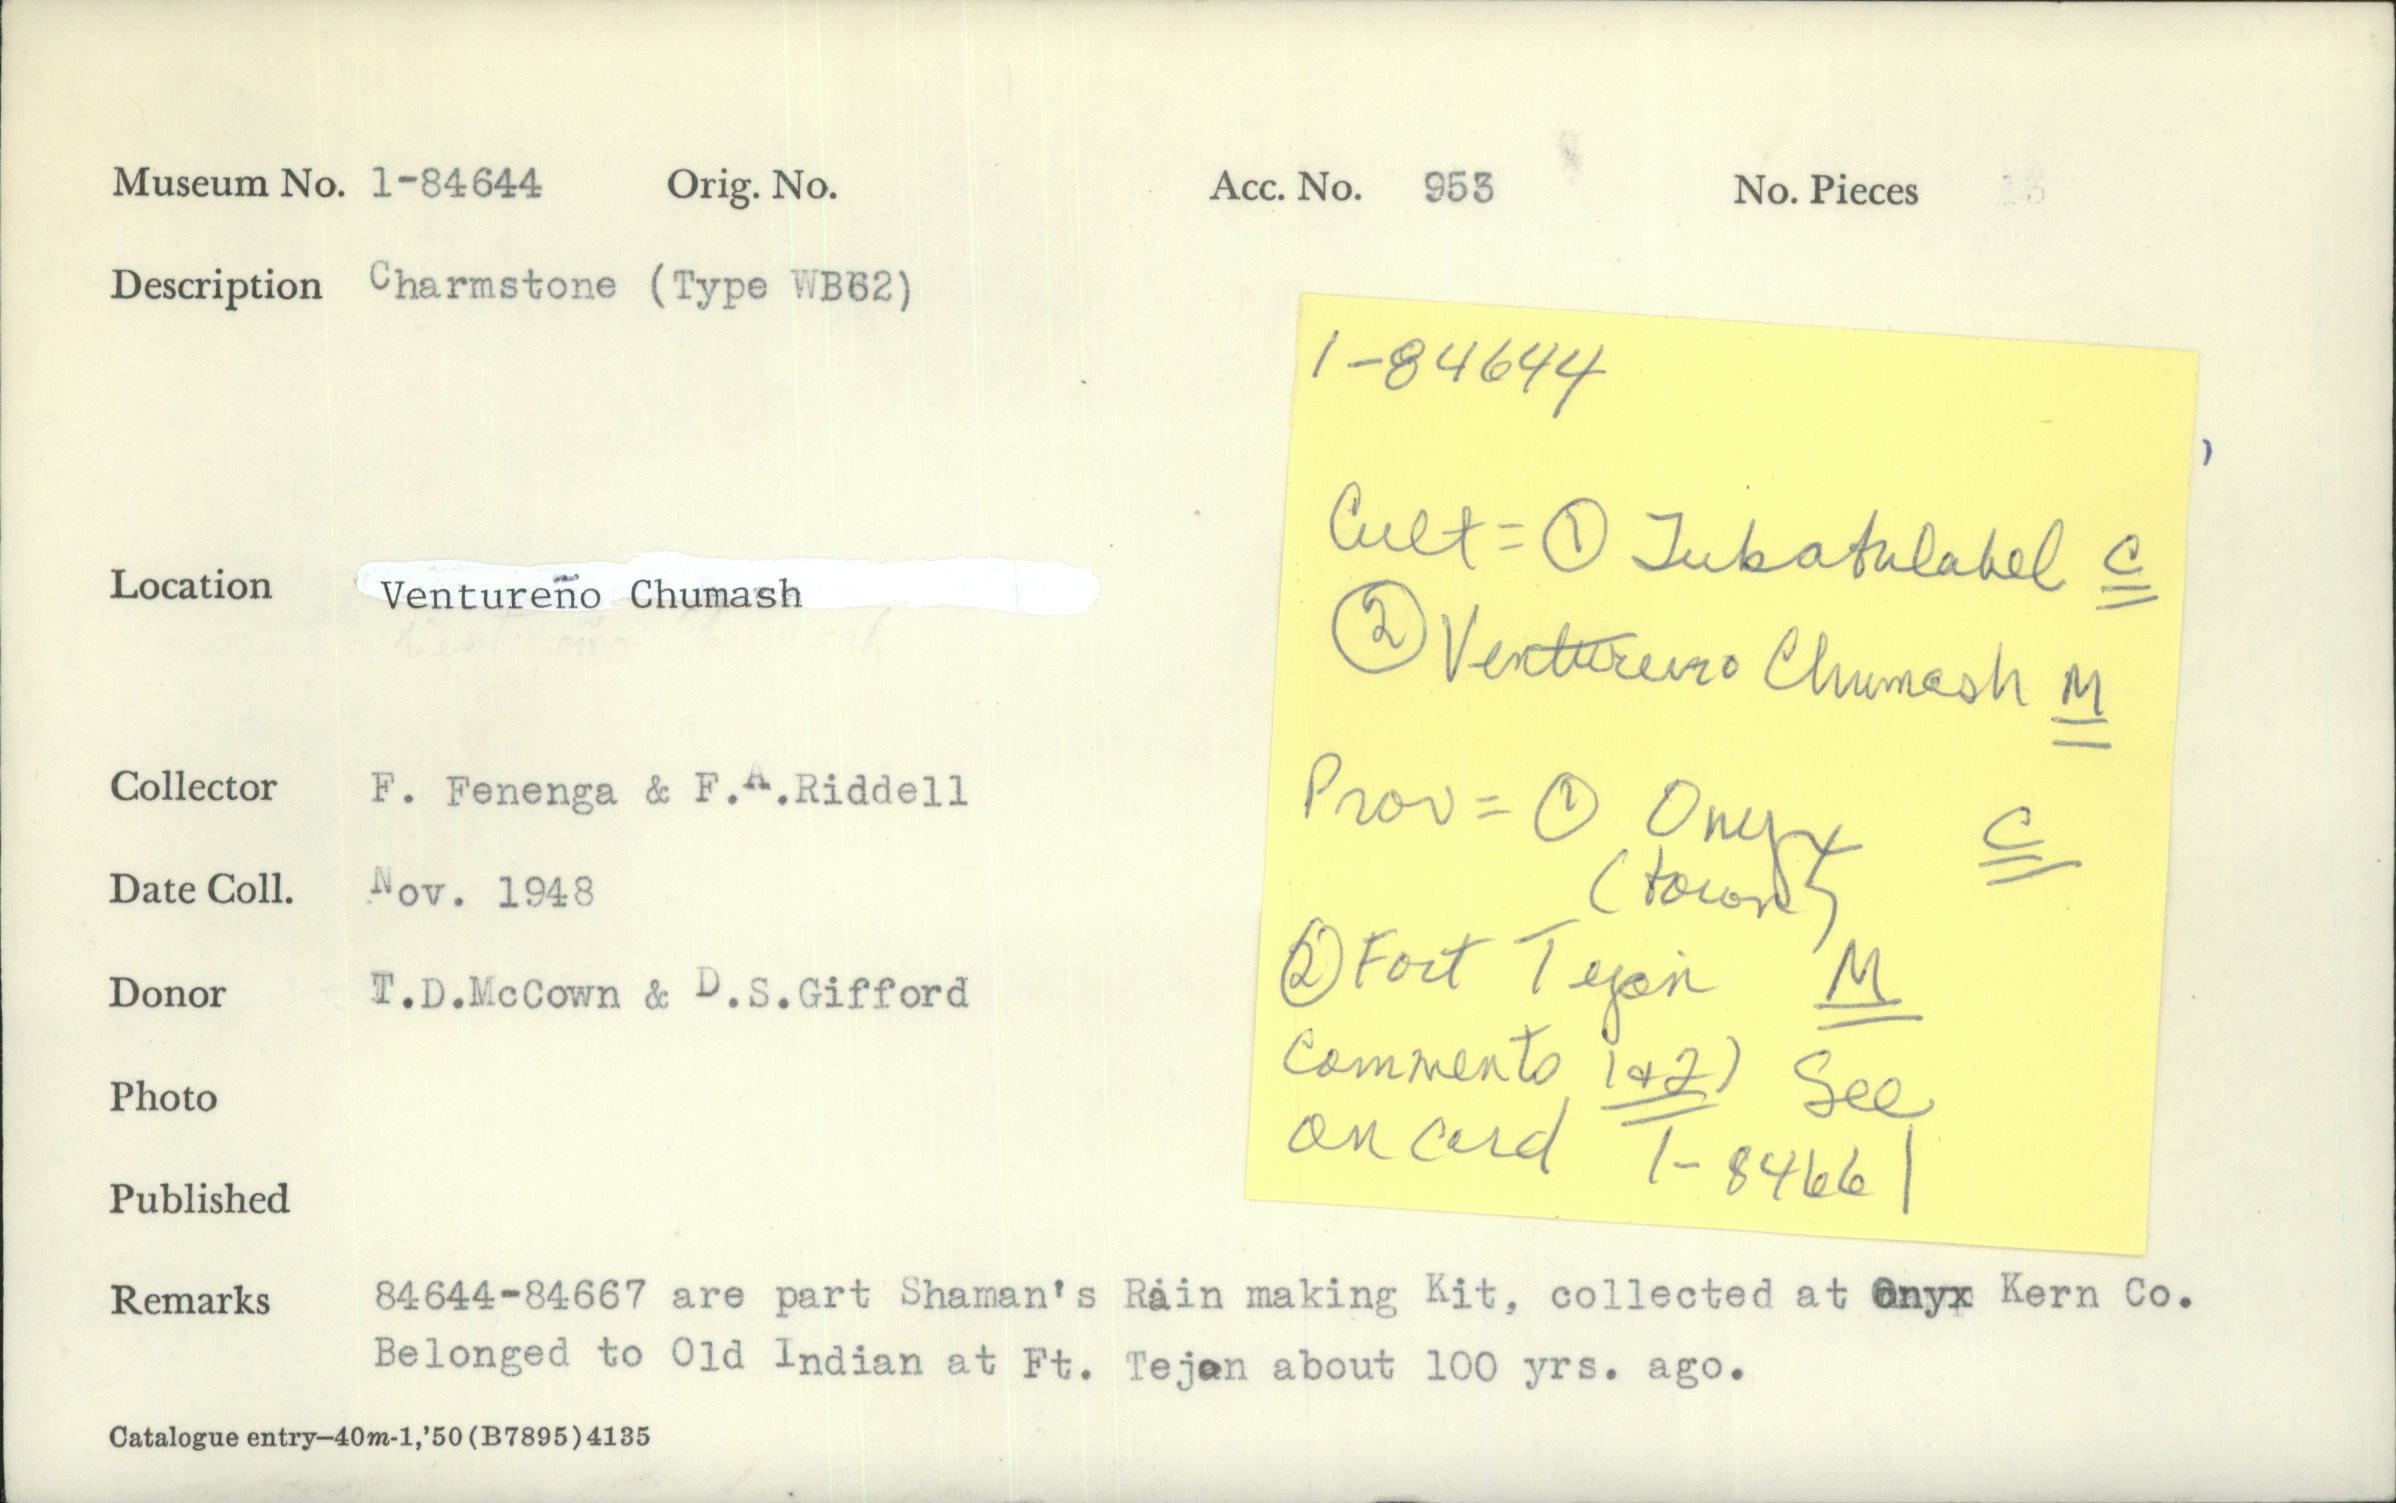 Museum No. 1-84644 Orig. No. Acc. No. 953 No. Pieces
Description Charmstone (Type WB62)
Location Ventureño Chumash
Collector F. Fenenga & F.A.Riddell
Date Coll. Nov. 1948
Donor T.D.McCown & D.S.Gifford
Photo
Published
Remarks 84644-84667 are part Shaman's Rain making Kit, collected at Onyx Kern Co.
Belonged to Old Indian at Ft. Tejon about 100 yrs. ago.
Catalogue entry—40m-1,'50(B7895)4135
1-84644
Cult = ① Tubatulabel C
② Ventureno Chumash M
Prov = ① Onyx C
(town)
② Fort Tejon M
Comments 1&2) See
on card 1-84661